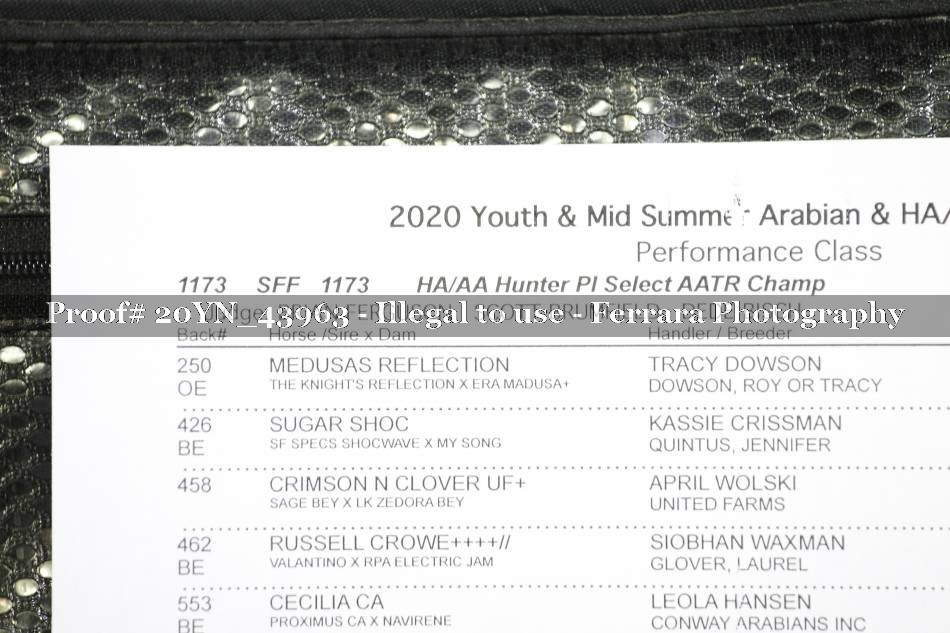 2020 Youth & Mid Summer Arabian & HA/
Performance Class
1173 SFF 1173 HA/AA Hunter Pl Select AATR Champ
Proof# 20YN_43963 - Illegal to use - Ferrara Photography
Back# Horse /Sire x Dam Handler / Breeder
250 MEDUSAS REFLECTION TRACY DOWSON
OE THE KNIGHT'S REFLECTION X ERA MADUSA+ DOWSON, ROY OR TRACY
426 SUGAR SHOC KASSIE CRISSMAN
BE SF SPECS SHOCWAVE X MY SONG QUINTUS, JENNIFER
458 CRIMSON N CLOVER UF+ APRIL WOLSKI
SAGE BEY X LK ZEDORA BEY UNITED FARMS
462 RUSSELL CROWE++++// SIOBHAN WAXMAN
BE VALANTINO X RPA ELECTRIC JAM GLOVER, LAUREL
553 CECILIA CA LEOLA HANSEN
BE PROXIMUS CA X NAVIRENE CONWAY ARABIANS INC